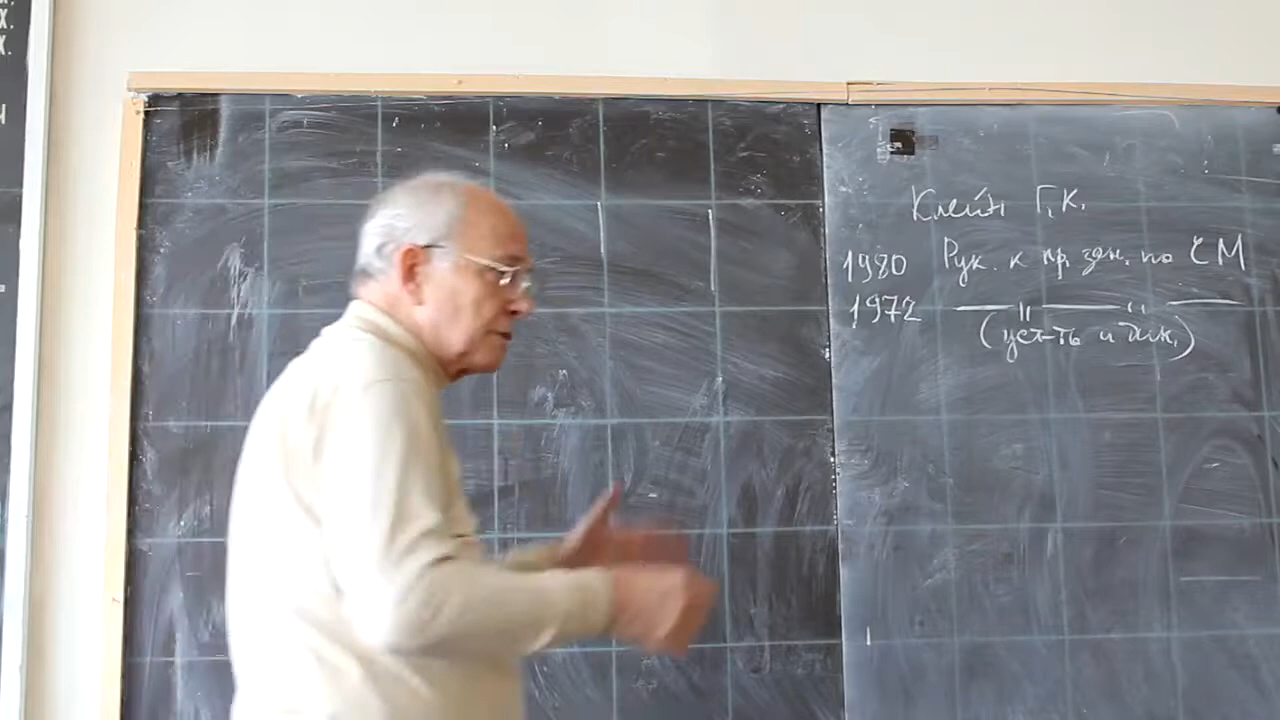 Клейн Г.К.
1980 Рук. к пр. зан. по СМ
1972 —〃——〃—
(уст-ть и дин.)